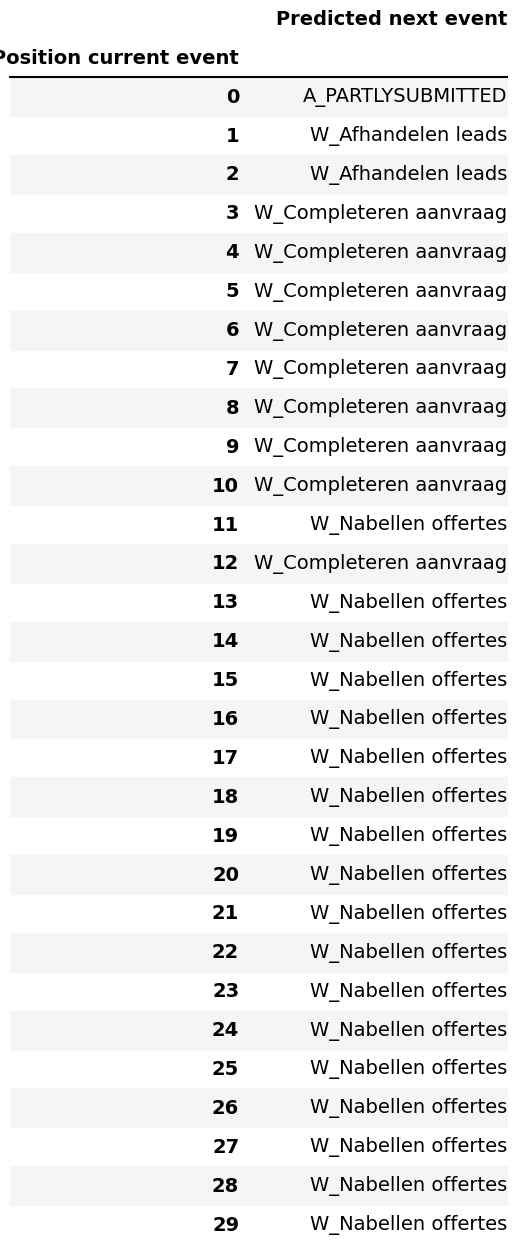 Predicted next event
Position current event
0 A_PARTLYSUBMITTED
1 W_Afhandelen leads
2 W_Afhandelen leads
3 W_Completeren aanvraag
4 W_Completeren aanvraag
5 W_Completeren aanvraag
6 W_Completeren aanvraag
7 W_Completeren aanvraag
8 W_Completeren aanvraag
9 W_Completeren aanvraag
10 W_Completeren aanvraag
11 W_Nabellen offertes
12 W_Completeren aanvraag
13 W_Nabellen offertes
14 W_Nabellen offertes
15 W_Nabellen offertes
16 W_Nabellen offertes
17 W_Nabellen offertes
18 W_Nabellen offertes
19 W_Nabellen offertes
20 W_Nabellen offertes
21 W_Nabellen offertes
22 W_Nabellen offertes
23 W_Nabellen offertes
24 W_Nabellen offertes
25 W_Nabellen offertes
26 W_Nabellen offertes
27 W_Nabellen offertes
28 W_Nabellen offertes
29 W_Nabellen offertes